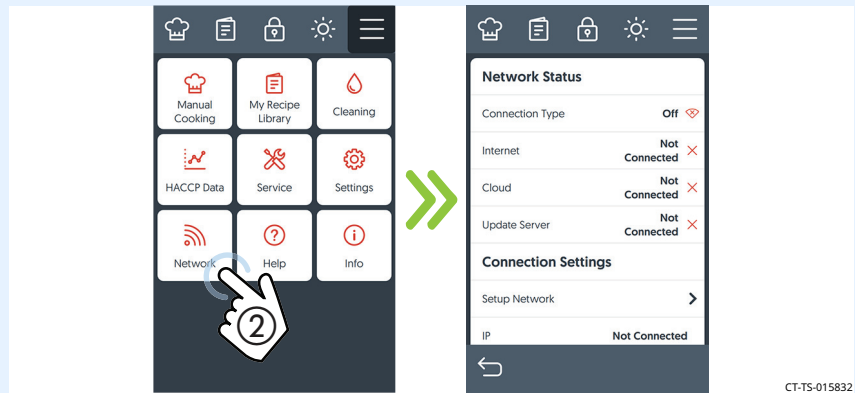 Manual
Cooking
My Recipe
Library
Cleaning
HACCP Data
Service
Settings
Network
Help
Info
2
Network Status
Connection Type Off
Internet Not
Connected
Cloud Not
Connected
Update Server Not
Connected
Connection Settings
Setup Network
IP Not Connected
CT-TS-015832